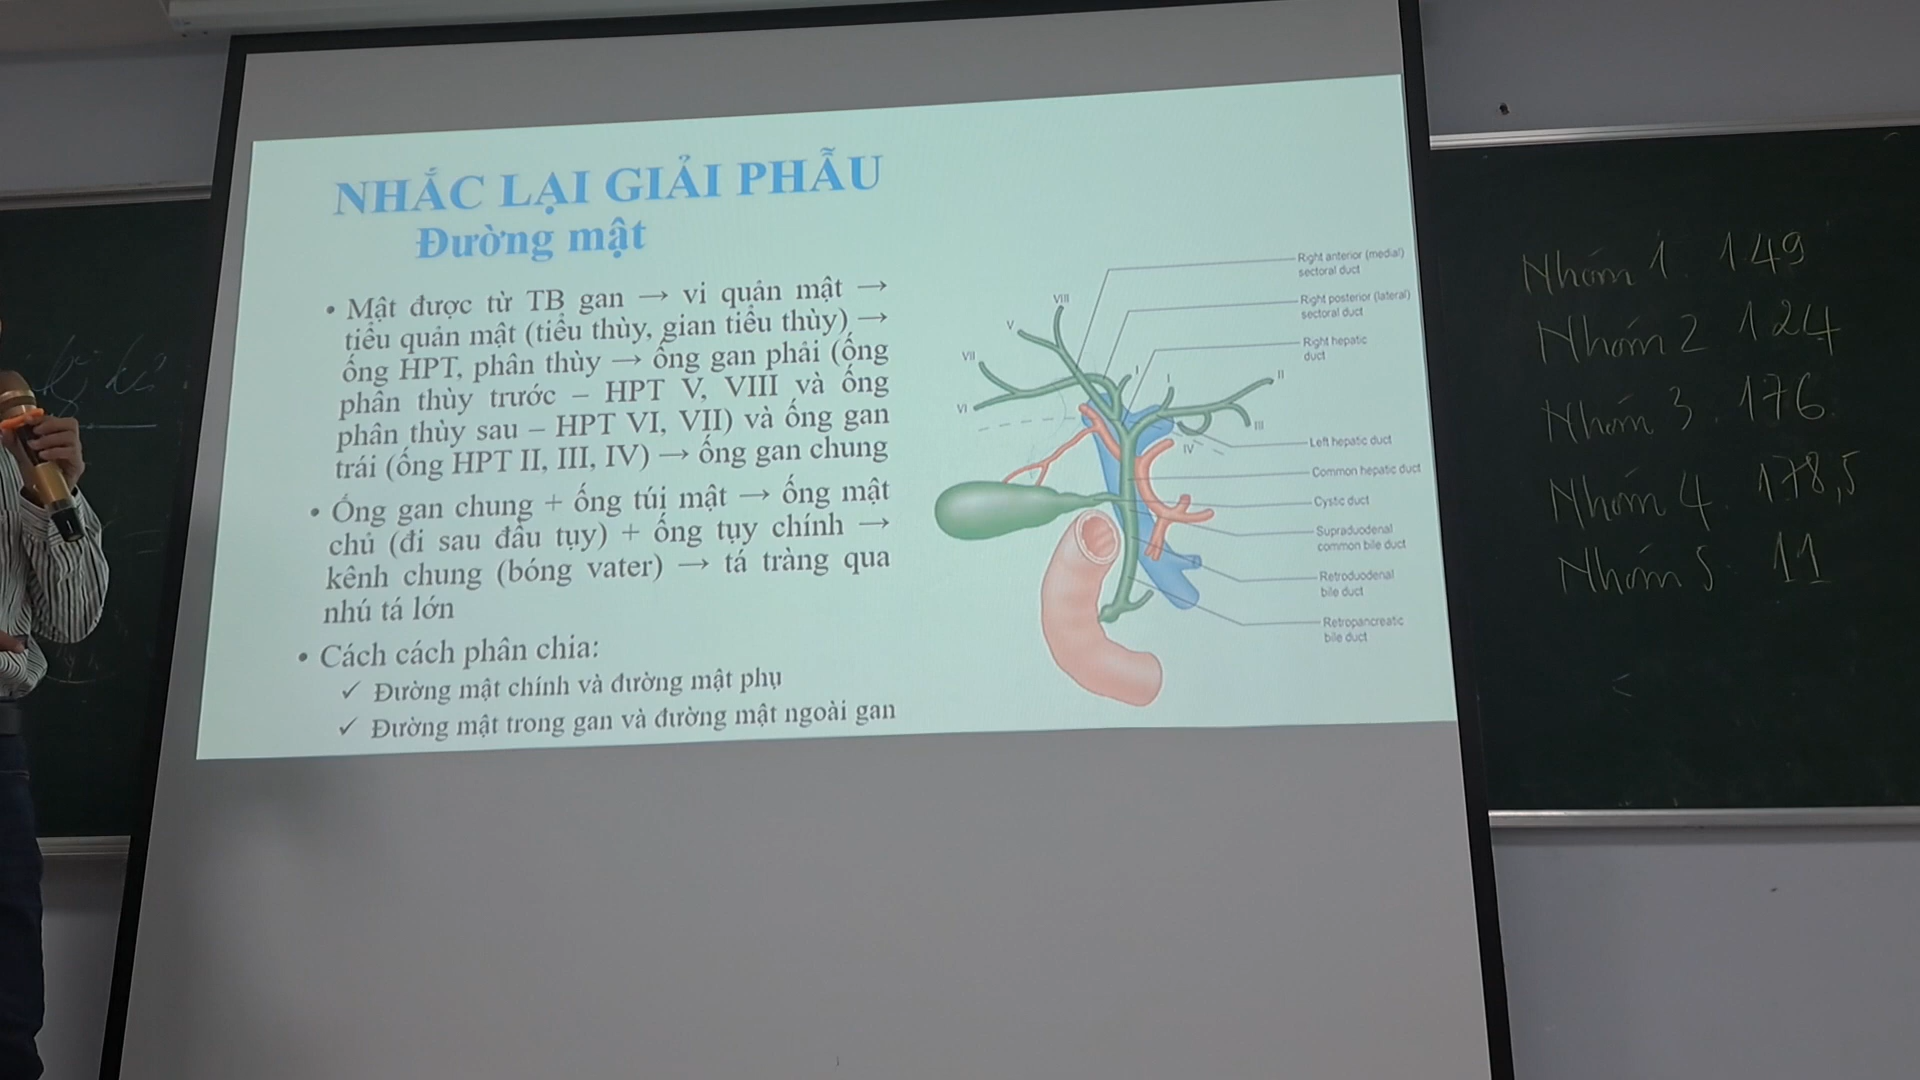 NHẮC LẠI GIẢI PHẪU
Đường mật
• Mật được từ TB gan → vi quản mật →
tiểu quản mật (tiểu thùy, gian tiểu thùy) →
ống HPT, phân thùy → ống gan phải (ống
phân thùy trước – HPT V, VIII và ống
phân thùy sau – HPT VI, VII) và ống gan
trái (ống HPT II, III, IV) → ống gan chung
• Ống gan chung + ống túi mật → ống mật
chủ (đi sau đầu tụy) + ống tụy chính →
kênh chung (bóng vater) → tá tràng qua
nhú tá lớn
• Cách cách phân chia:
✓ Đường mật chính và đường mật phụ
✓ Đường mật trong gan và đường mật ngoài gan
VIII
V
VII
VI
I
I
II
III
IV
Right anterior (medial)
sectoral duct
Right posterior (lateral)
sectoral duct
Right hepatic
duct
Left hepatic duct
Common hepatic duct
Cystic duct
Supraduodenal
common bile duct
Retroduodenal
bile duct
Retropancreatic
bile duct
Nhóm 1. 149
Nhóm 2 124
Nhóm 3. 176
Nhóm 4. 178,5
Nhóm 5 11